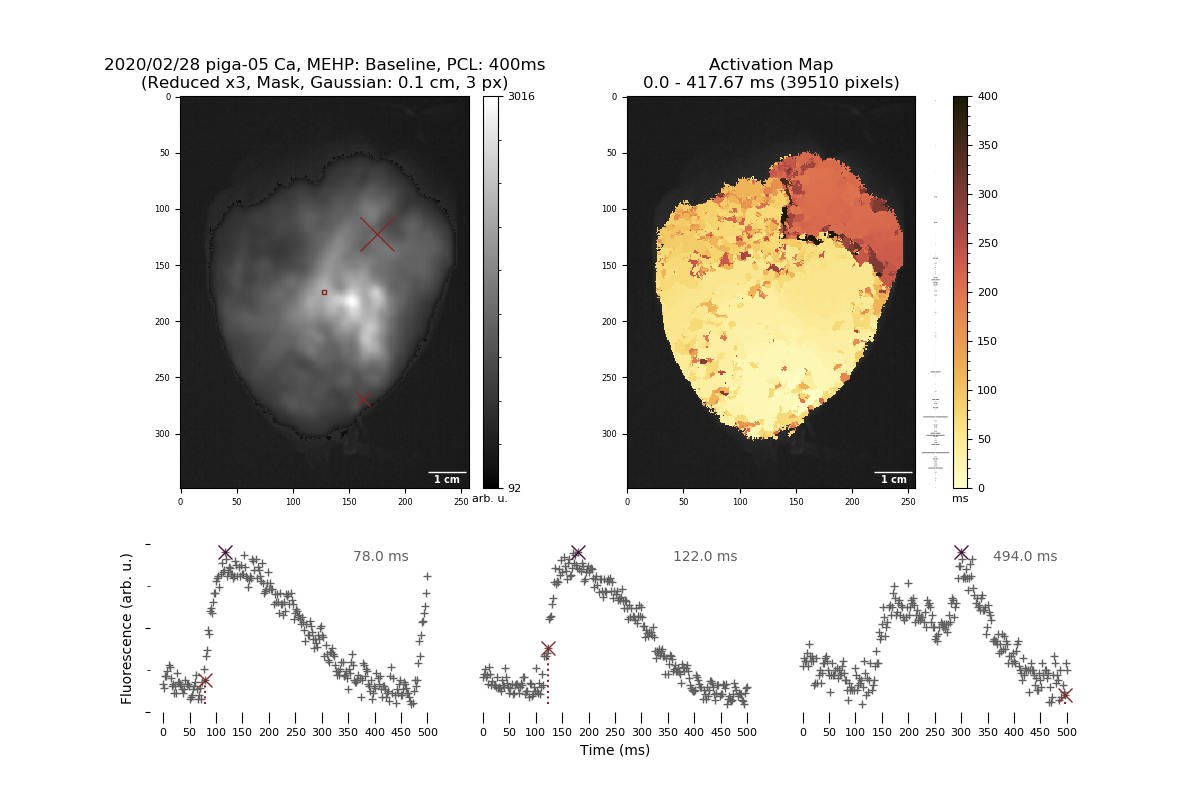 2020/02/28 piga-05 Ca, MEHP: Baseline, PCL: 400ms
(Reduced x3, Mask, Gaussian: 0.1 cm, 3 px)
Activation Map
0.0 - 417.67 ms (39510 pixels)
0
50
100
150
200
250
300
0 50 100 150 200 250
1 cm
3016
92
arb. u.
0
50
100
150
200
250
300
0 50 100 150 200 250
1 cm
400
350
300
250
200
150
100
50
0
ms
Fluorescence (arb. u.)
78.0 ms
122.0 ms
494.0 ms
0 50 100 150 200 250 300 350 400 450 500
0 50 100 150 200 250 300 350 400 450 500
0 50 100 150 200 250 300 350 400 450 500
Time (ms)